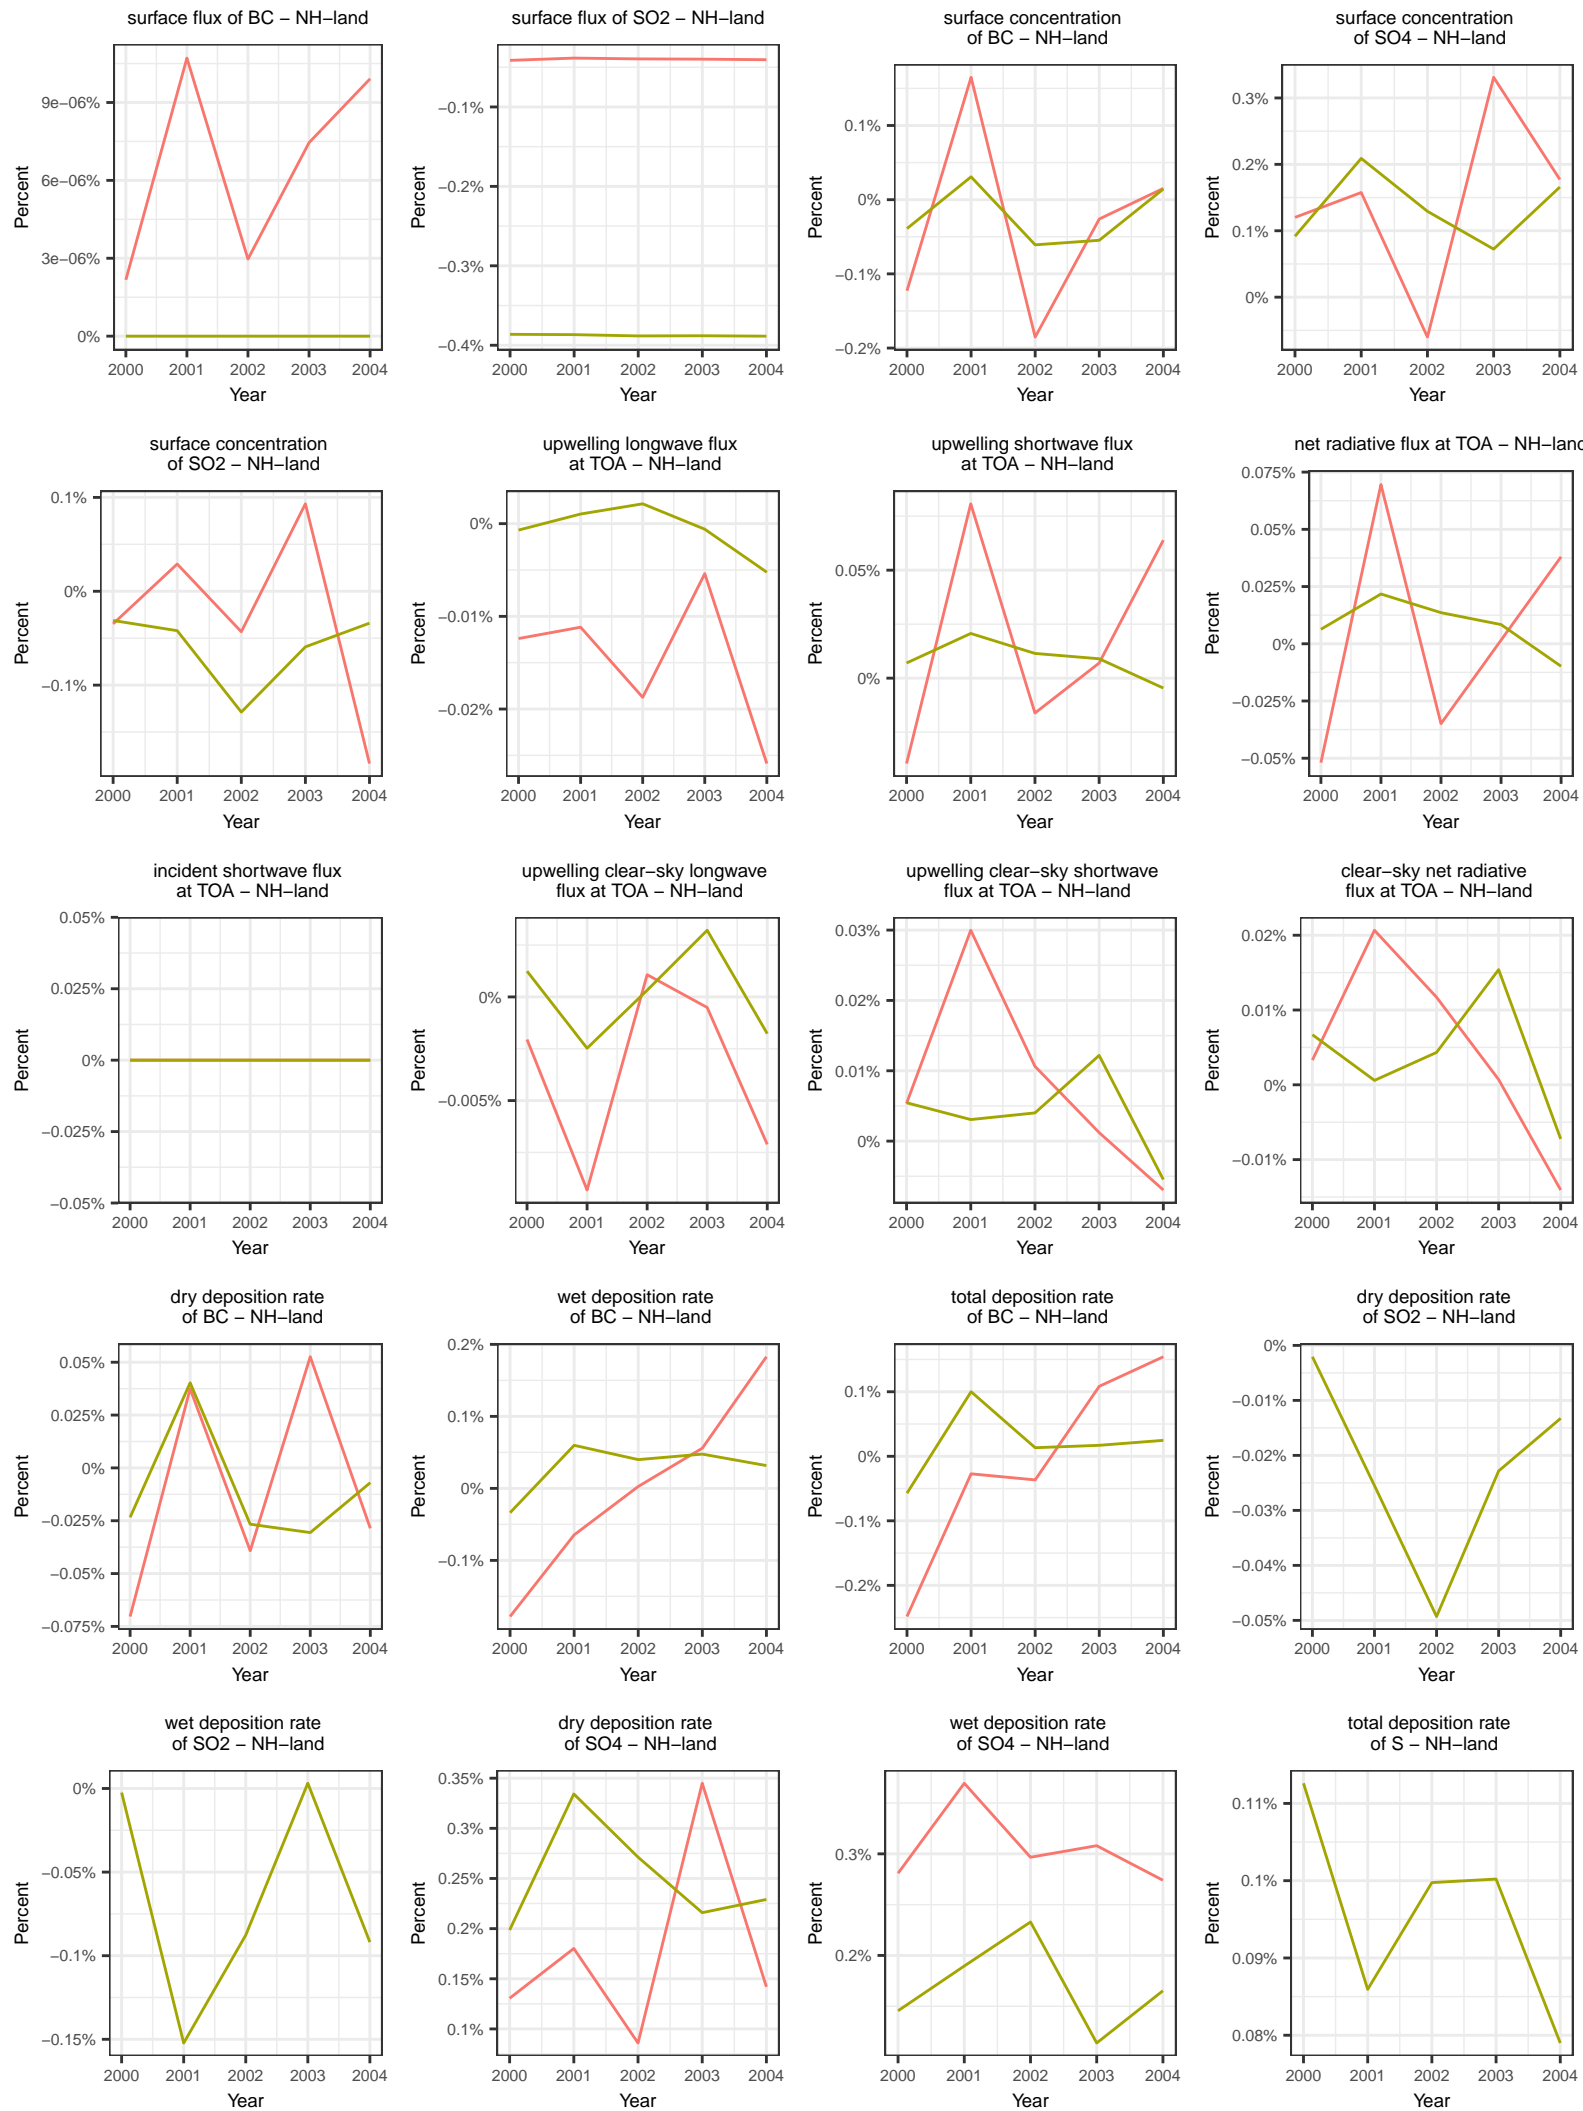 surface flux of BC − NH−land
Percent
9e−06%
6e−06%
3e−06%
0%
2000 2001 2002 2003 2004
Year
surface flux of SO2 − NH−land
Percent
−0.1%
−0.2%
−0.3%
−0.4%
2000 2001 2002 2003 2004
Year
surface concentration
of BC − NH−land
Percent
0.1%
0%
−0.1%
−0.2%
2000 2001 2002 2003 2004
Year
surface concentration
of SO4 − NH−land
Percent
0.3%
0.2%
0.1%
0%
2000 2001 2002 2003 2004
Year
surface concentration
of SO2 − NH−land
Percent
0.1%
0%
−0.1%
2000 2001 2002 2003 2004
Year
upwelling longwave flux
at TOA − NH−land
Percent
0%
−0.01%
−0.02%
2000 2001 2002 2003 2004
Year
upwelling shortwave flux
at TOA − NH−land
Percent
0.05%
0%
2000 2001 2002 2003 2004
Year
net radiative flux at TOA − NH−land
Percent
0.075%
0.05%
0.025%
0%
−0.025%
−0.05%
2000 2001 2002 2003 2004
Year
incident shortwave flux
at TOA − NH−land
Percent
0.05%
0.025%
0%
−0.025%
−0.05%
2000 2001 2002 2003 2004
Year
upwelling clear−sky longwave
flux at TOA − NH−land
Percent
0%
−0.005%
2000 2001 2002 2003 2004
Year
upwelling clear−sky shortwave
flux at TOA − NH−land
Percent
0.03%
0.02%
0.01%
0%
2000 2001 2002 2003 2004
Year
clear−sky net radiative
flux at TOA − NH−land
Percent
0.02%
0.01%
0%
−0.01%
2000 2001 2002 2003 2004
Year
dry deposition rate
of BC − NH−land
Percent
0.05%
0.025%
0%
−0.025%
−0.05%
−0.075%
2000 2001 2002 2003 2004
Year
wet deposition rate
of BC − NH−land
Percent
0.2%
0.1%
0%
−0.1%
2000 2001 2002 2003 2004
Year
total deposition rate
of BC − NH−land
Percent
0.1%
0%
−0.1%
−0.2%
2000 2001 2002 2003 2004
Year
dry deposition rate
of SO2 − NH−land
Percent
0%
−0.01%
−0.02%
−0.03%
−0.04%
−0.05%
2000 2001 2002 2003 2004
Year
wet deposition rate
of SO2 − NH−land
Percent
0%
−0.05%
−0.1%
−0.15%
2000 2001 2002 2003 2004
Year
dry deposition rate
of SO4 − NH−land
Percent
0.35%
0.3%
0.25%
0.2%
0.15%
0.1%
2000 2001 2002 2003 2004
Year
wet deposition rate
of SO4 − NH−land
Percent
0.3%
0.2%
2000 2001 2002 2003 2004
Year
total deposition rate
of S − NH−land
Percent
0.11%
0.1%
0.09%
0.08%
2000 2001 2002 2003 2004
Year